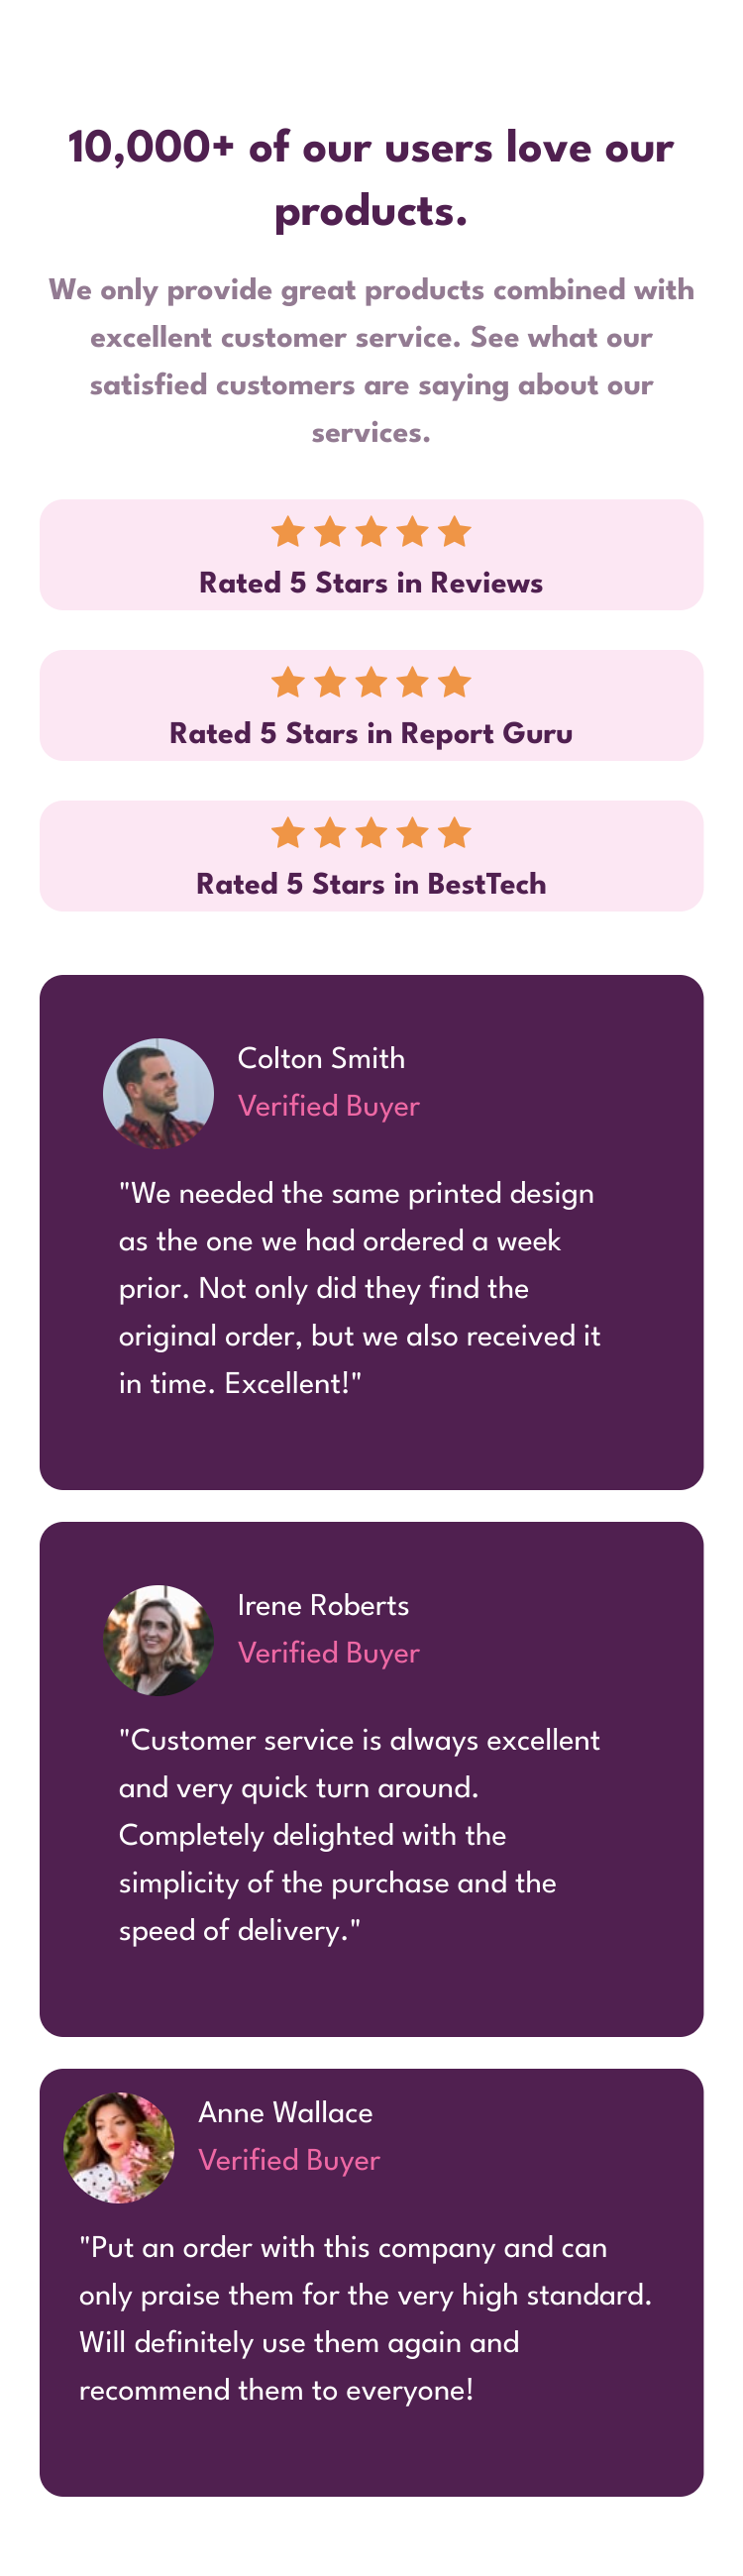 10,000+ of our users love our
products.
We only provide great products combined with
excellent customer service. See what our
satisfied customers are saying about our
services.
Rated 5 Stars in Reviews
Rated 5 Stars in Report Guru
Rated 5 Stars in BestTech
Colton Smith
Verified Buyer
"We needed the same printed design
as the one we had ordered a week
prior. Not only did they find the
original order, but we also received it
in time. Excellent!"
Irene Roberts
Verified Buyer
"Customer service is always excellent
and very quick turn around.
Completely delighted with the
simplicity of the purchase and the
speed of delivery."
Anne Wallace
Verified Buyer
"Put an order with this company and can
only praise them for the very high standard.
Will definitely use them again and
recommend them to everyone!